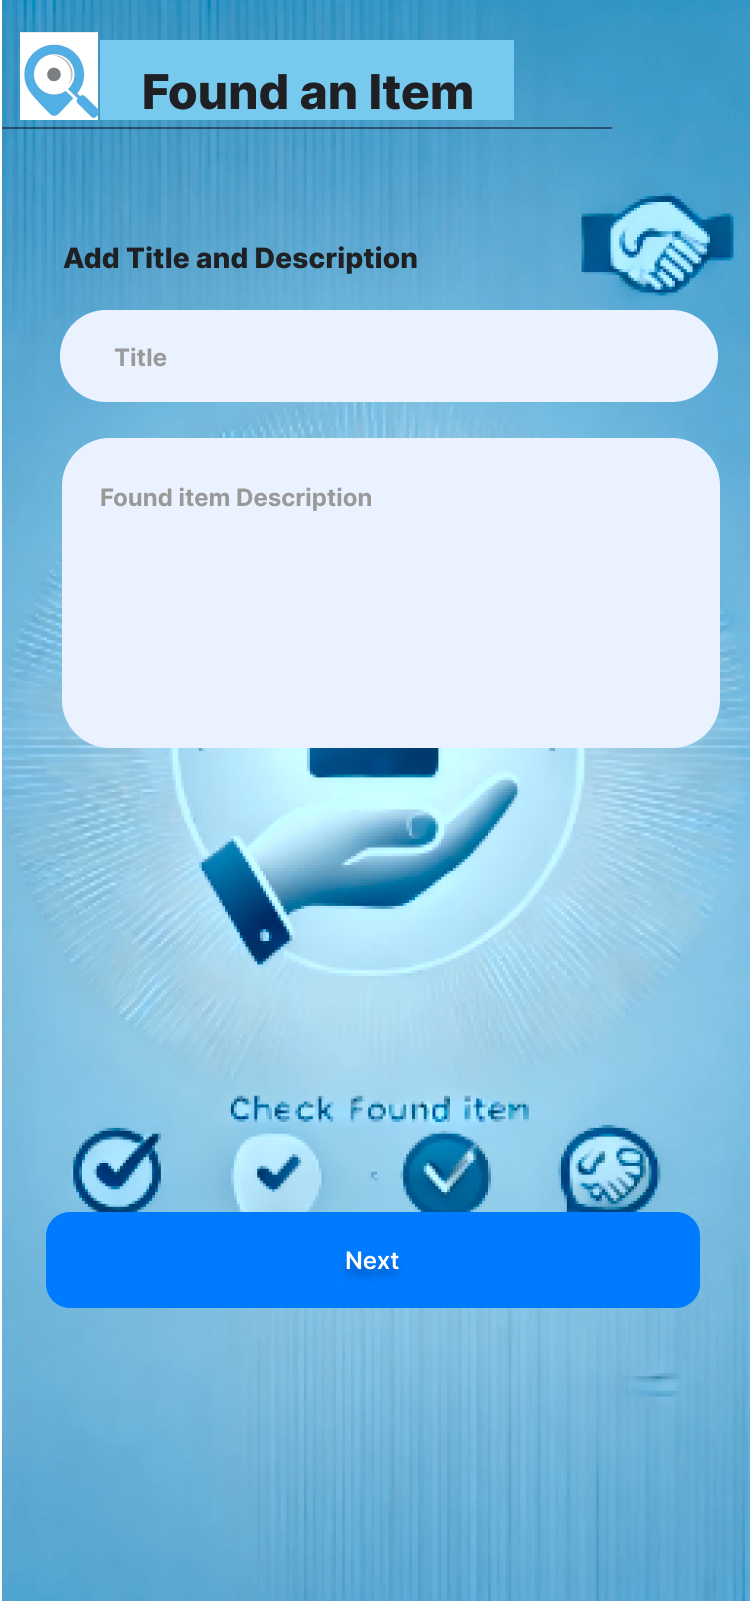 Found an Item
Add Title and Description
Title
Found item Description
Check Found item
Next